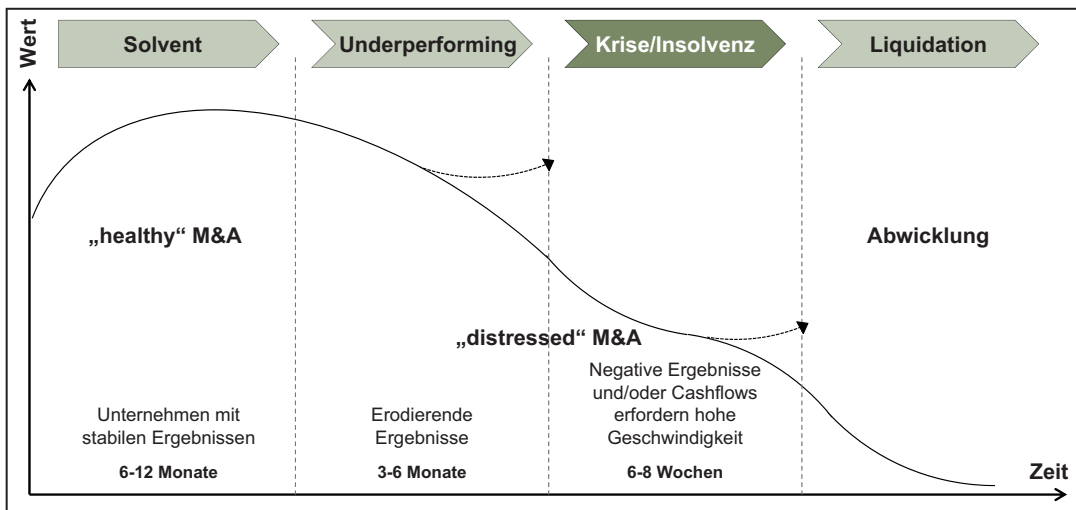 Wert
Solvent
Underperforming
Krise/Insolvenz
Liquidation
„healthy“ M&A
Abwicklung
„distressed“ M&A
Unternehmen mit
stabilen Ergebnissen
6-12 Monate
Erodierende
Ergebnisse
3-6 Monate
Negative Ergebnisse
und/oder Cashflows
erfordern hohe
Geschwindigkeit
6-8 Wochen
Zeit